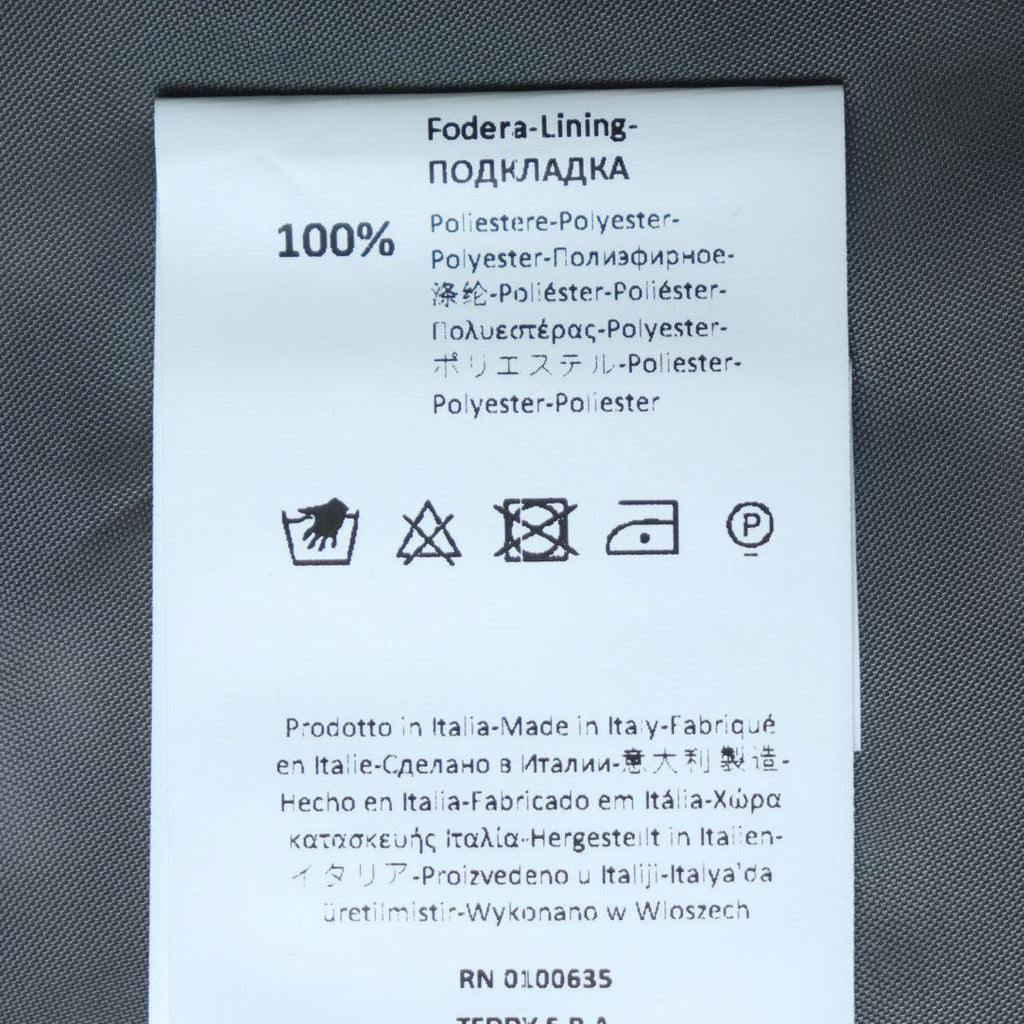 Fodera-Lining-
ПОДКЛАДКА
100%
Poliestere-Polyester-
Polyester-Полиэфирное-
涤纶-Poliéster-Poliéster-
Πολυεστέρας-Polyester-
ポリエステル-Poliester-
Polyester-Poliester
P
Prodotto in Italia-Made in Italy-Fabriqué
en Italie-Сделано в Италии-意大利製造-
Hecho en Italia-Fabricado em Itália-Χώρα
κατασκευής Ιταλία-Hergestellt in Italien-
イタリア-Proizvedeno u Italiji-Italya'da
üretilmistir-Wykonano w Wloszech
RN 0100635